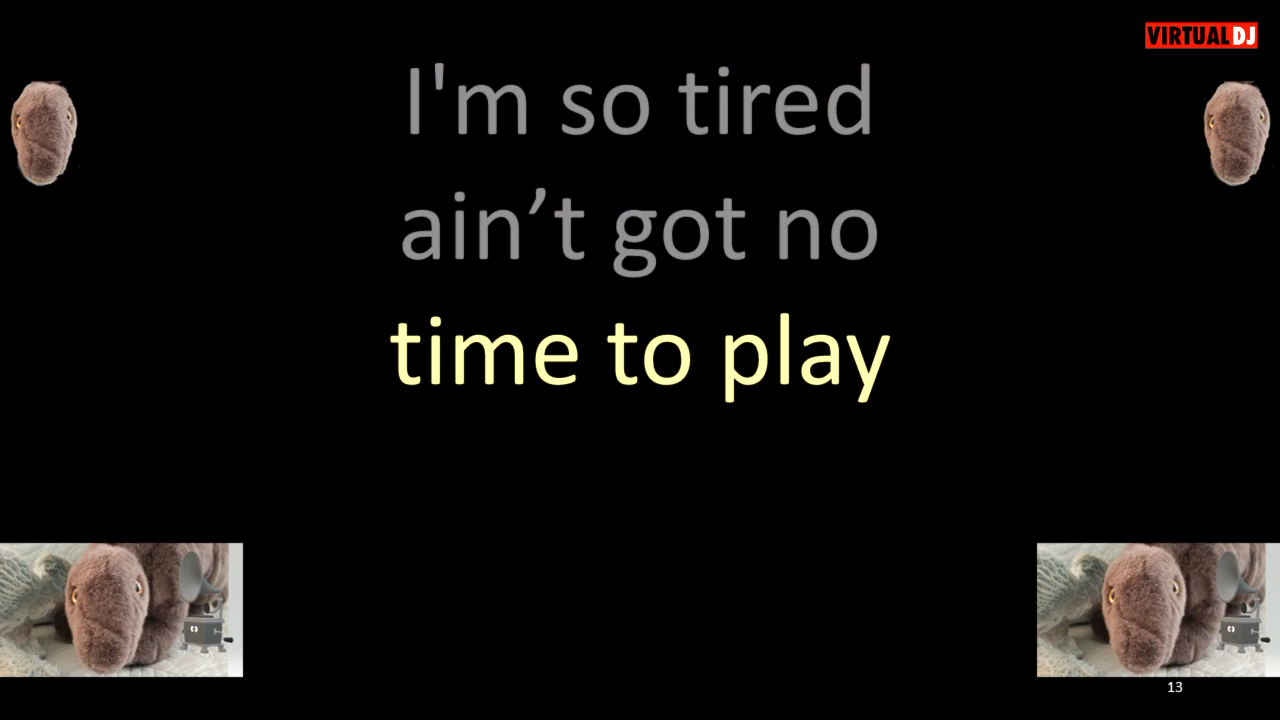 VIRTUAL DJ
I'm so tired
ain’t got no
time to play
13